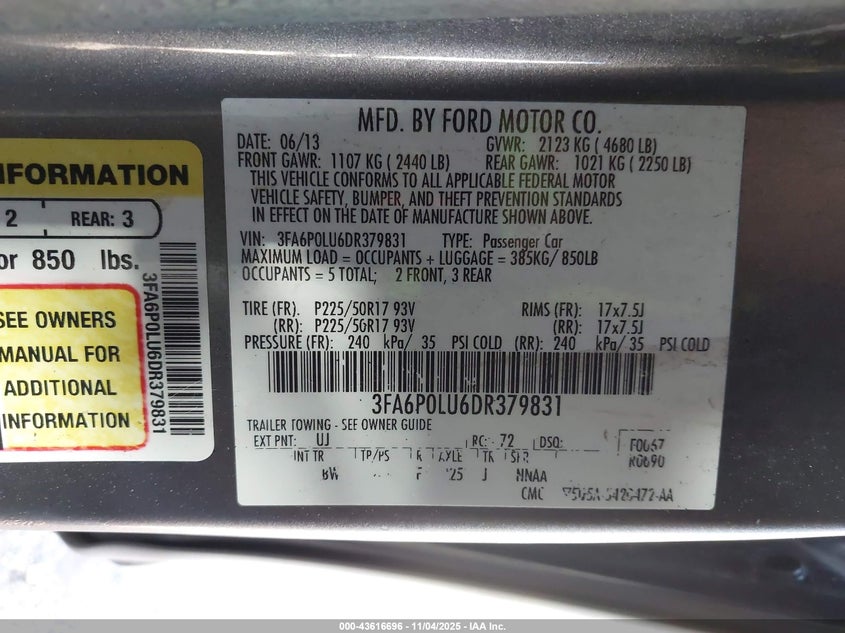 INFORMATION
2 REAR: 3
or 850 lbs.
SEE OWNERS
MANUAL FOR
ADDITIONAL
INFORMATION
3FA6P0LU6DR379831
MFD. BY FORD MOTOR CO.
DATE: 06/13 GVWR: 2123 KG ( 4680 LB)
FRONT GAWR: 1107 KG ( 2440 LB) REAR GAWR: 1021 KG ( 2250 LB)
THIS VEHICLE CONFORMS TO ALL APPLICABLE FEDERAL MOTOR
VEHICLE SAFETY, BUMPER, AND THEFT PREVENTION STANDARDS
IN EFFECT ON THE DATE OF MANUFACTURE SHOWN ABOVE.
VIN: 3FA6P0LU6DR379831 TYPE: Passenger Car
MAXIMUM LOAD = OCCUPANTS + LUGGAGE = 385KG/ 850LB
OCCUPANTS = 5 TOTAL; 2 FRONT, 3 REAR
TIRE (FR): P225/50R17 93V RIMS (FR): 17x7.5J
(RR): P225/50R17 93V (RR): 17x7.5J
PRESSURE (FR): 240 kPa/ 35 PSI COLD (RR): 240 kPa/ 35 PSI COLD
3FA6P0LU6DR379831
TRAILER TOWING - SEE OWNER GUIDE
EXT PNT: UJ RC: 72 DSO: F0067
INT TR TP/PS R AXLE TR SPR R0690
BW J NNAA
CMC
000-43616696 - 11/04/2025 - IAA Inc.